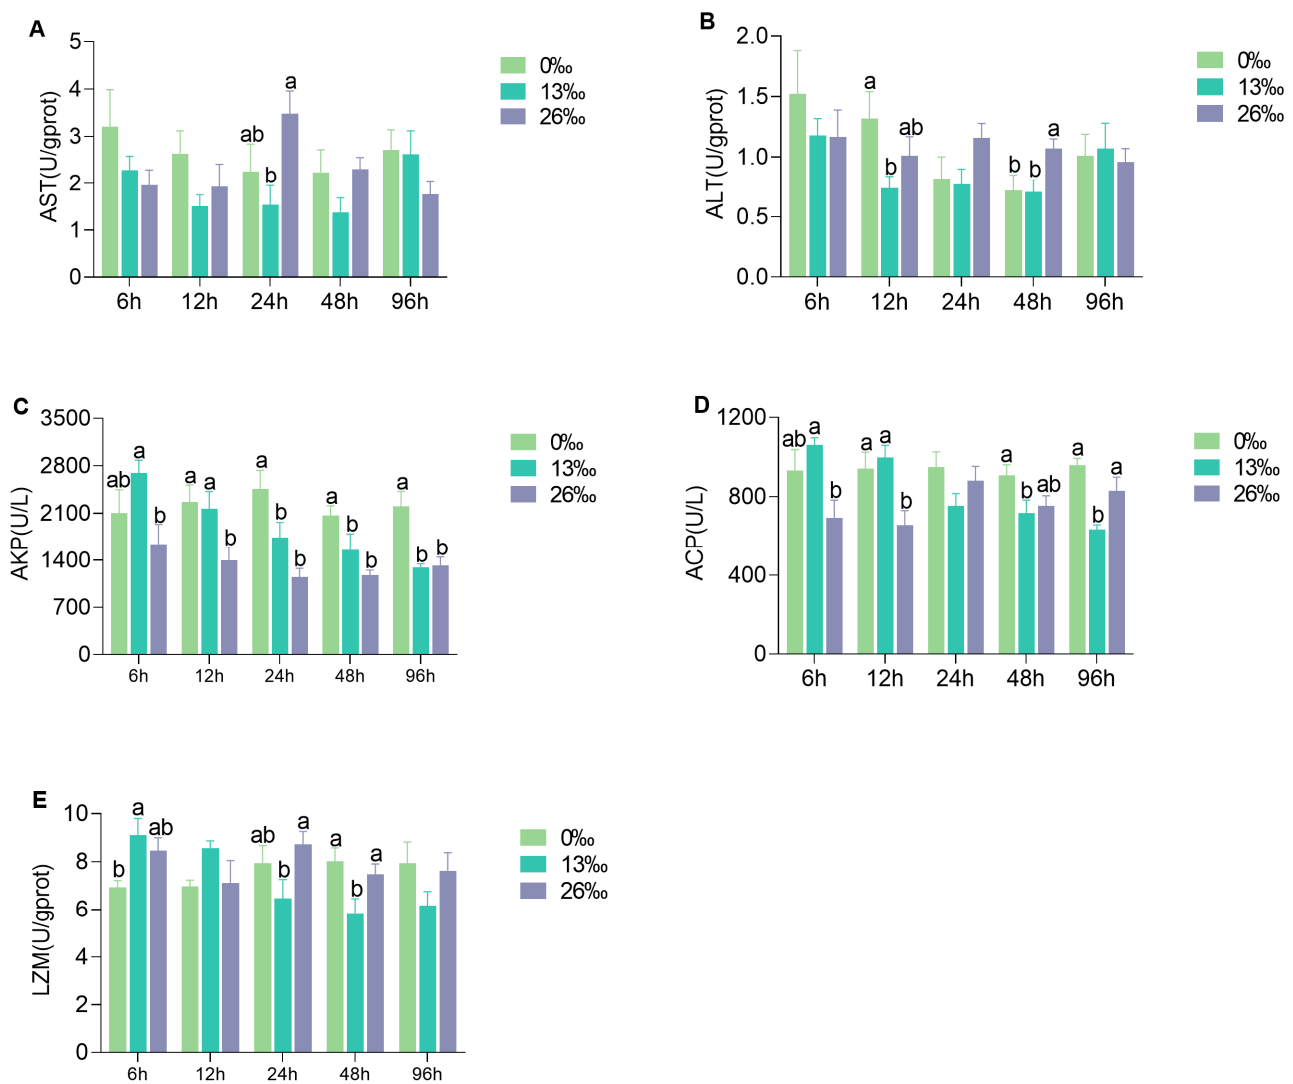 A
AST(U/gprot)
5
4
3
2
1
0
ab
b
a
6h 12h 24h 48h 96h
0‰
13‰
26‰
B
ALT(U/gprot)
2.0
1.5
1.0
0.5
0.0
a
b
ab
b b a
6h 12h 24h 48h 96h
0‰
13‰
26‰
C
AKP(U/L)
3500
2800
2100
1400
700
0
ab a b
a a b
a b b
a b b
a b b
6h 12h 24h 48h 96h
0‰
13‰
26‰
D
ACP(U/L)
1200
800
400
0
ab a b
a a b
a b ab
a b a
6h 12h 24h 48h 96h
0‰
13‰
26‰
E
LZM(U/gprot)
10
8
6
4
2
0
b a ab
ab b a
a b a
6h 12h 24h 48h 96h
0‰
13‰
26‰